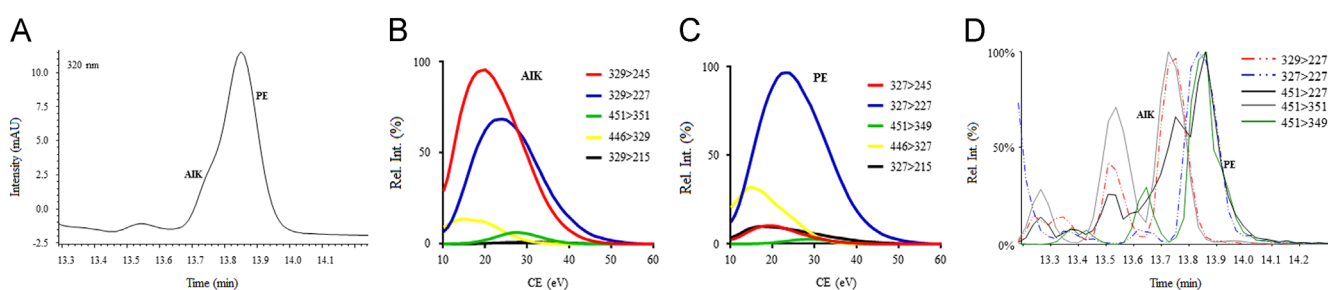 A
320 nm
10.0
7.5
5.0
2.5
0.0
-2.5
13.3 13.4 13.5 13.6 13.7 13.8 13.9 14.0 14.1
Intensity (mAU)
Time (min)
AIK
PE
B
AIK
100
50
0
10 20 30 40 50 60
Rel. Int. (%)
CE (eV)
329>245
329>227
451>351
446>329
329>215
C
PE
100
50
0
10 20 30 40 50 60
Rel. Int. (%)
CE (eV)
327>245
327>227
451>349
446>327
327>215
D
100%
50%
0%
13.3 13.4 13.5 13.6 13.7 13.8 13.9 14.0 14.1 14.2
Rel. Int. (%)
Time (min)
AIK
PE
329>227
327>227
451>227
451>351
451>349